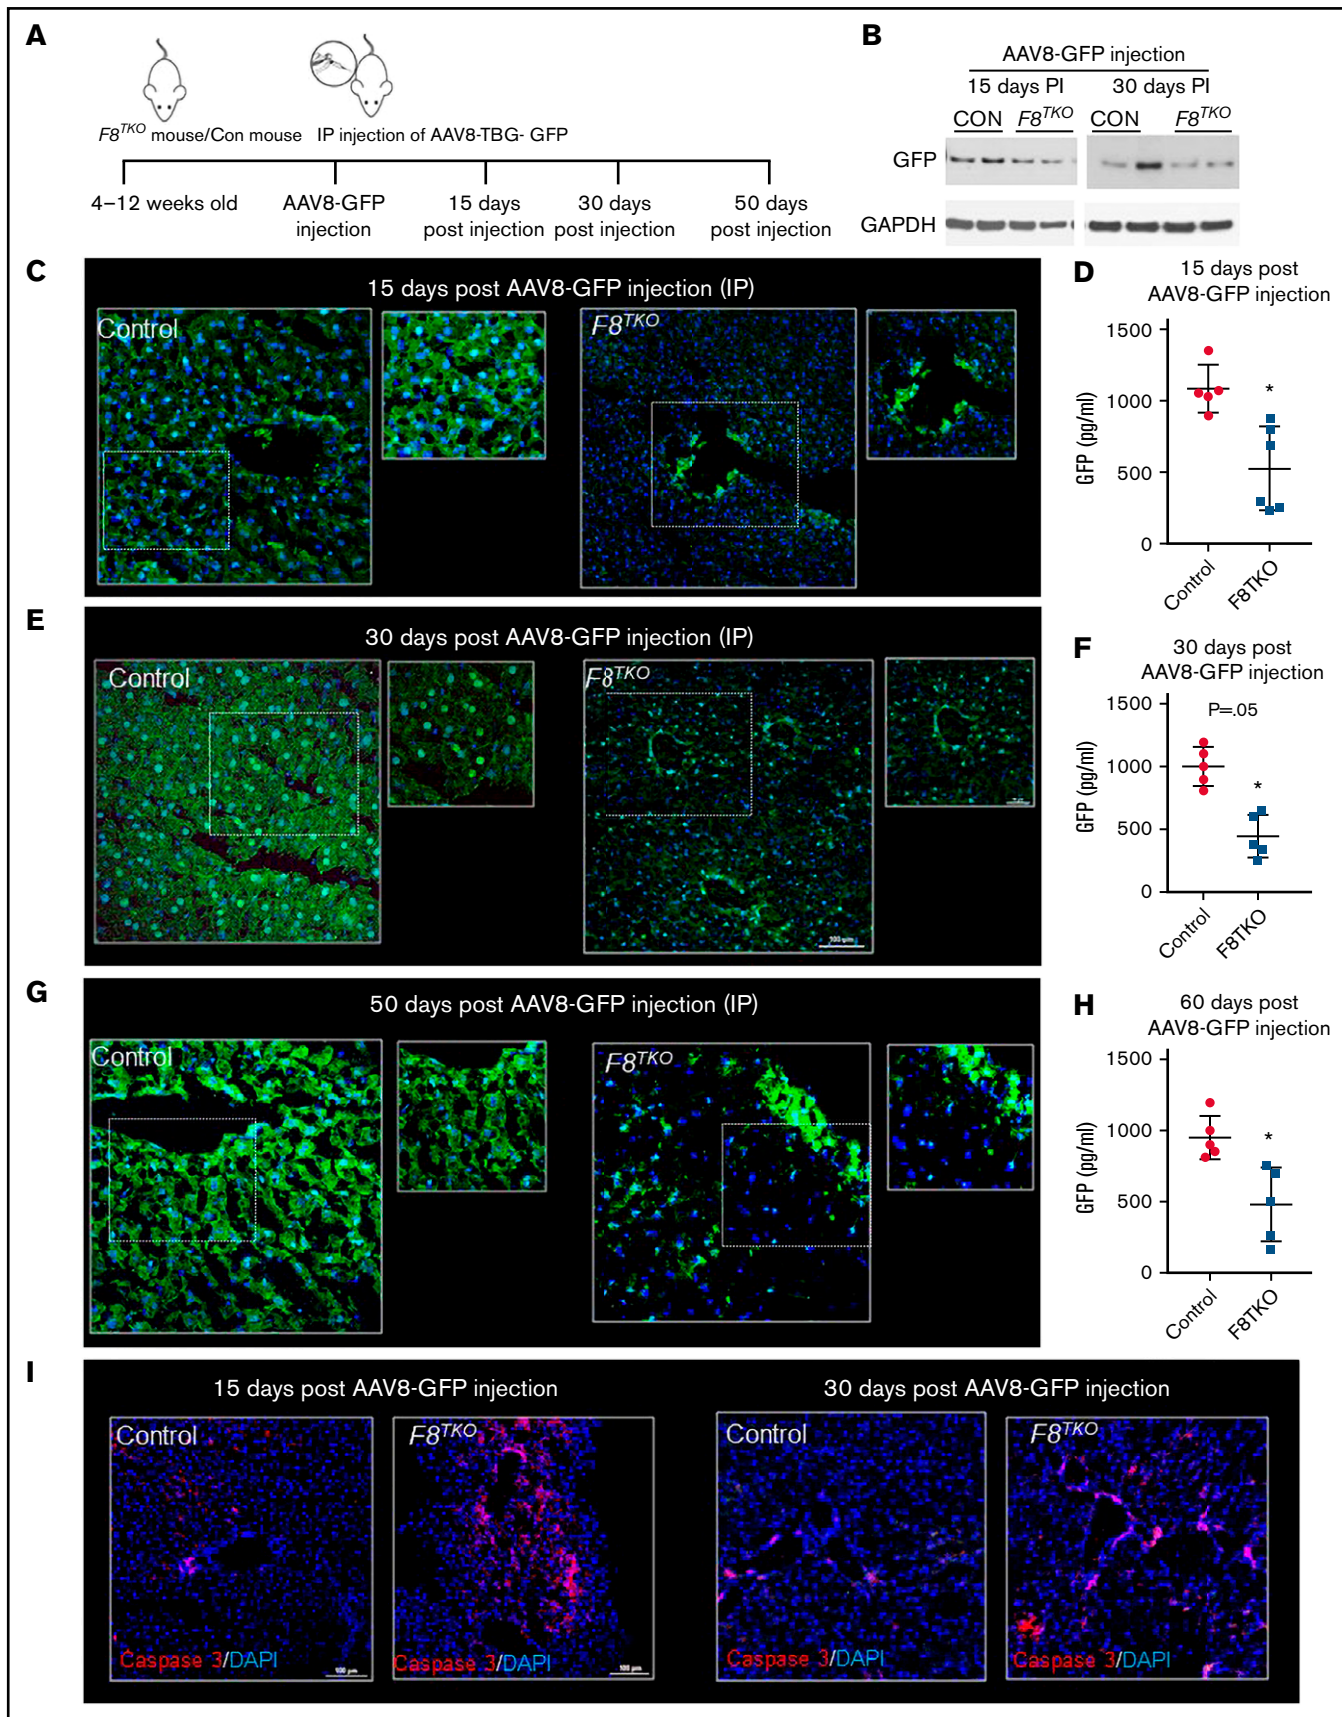 A
F8TKO mouse/Con mouse
IP injection of AAV8-TBG- GFP
4–12 weeks old
AAV8-GFP
injection
15 days
post injection
30 days
post injection
50 days
post injection
B
AAV8-GFP injection
15 days PI
30 days PI
CON
F8TKO
CON
F8TKO
GFP
GAPDH
C
15 days post AAV8-GFP injection (IP)
Control
F8TKO
D
15 days post
AAV8-GFP injection
GFP (pg/ml)
1500
1000
500
0
*
Control
F8TKO
E
30 days post AAV8-GFP injection (IP)
Control
F8TKO
100 µm
F
30 days post
AAV8-GFP injection
GFP (pg/ml)
1500
1000
500
0
P=.05
*
Control
F8TKO
G
50 days post AAV8-GFP injection (IP)
Control
F8TKO
H
60 days post
AAV8-GFP injection
GFP (pg/ml)
1500
1000
500
0
*
Control
F8TKO
I
15 days post AAV8-GFP injection
30 days post AAV8-GFP injection
Control
F8TKO
Control
F8TKO
Caspase 3/DAPI
100 µm
Caspase 3/DAPI
100 µm
Caspase 3/DAPI
Caspase 3/DAPI